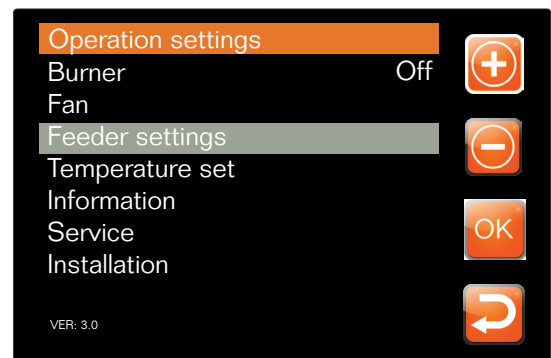 Operation settings
Burner Off
Fan
Feeder settings
Temperature set
Information
Service
OK
Installation
VER: 3.0